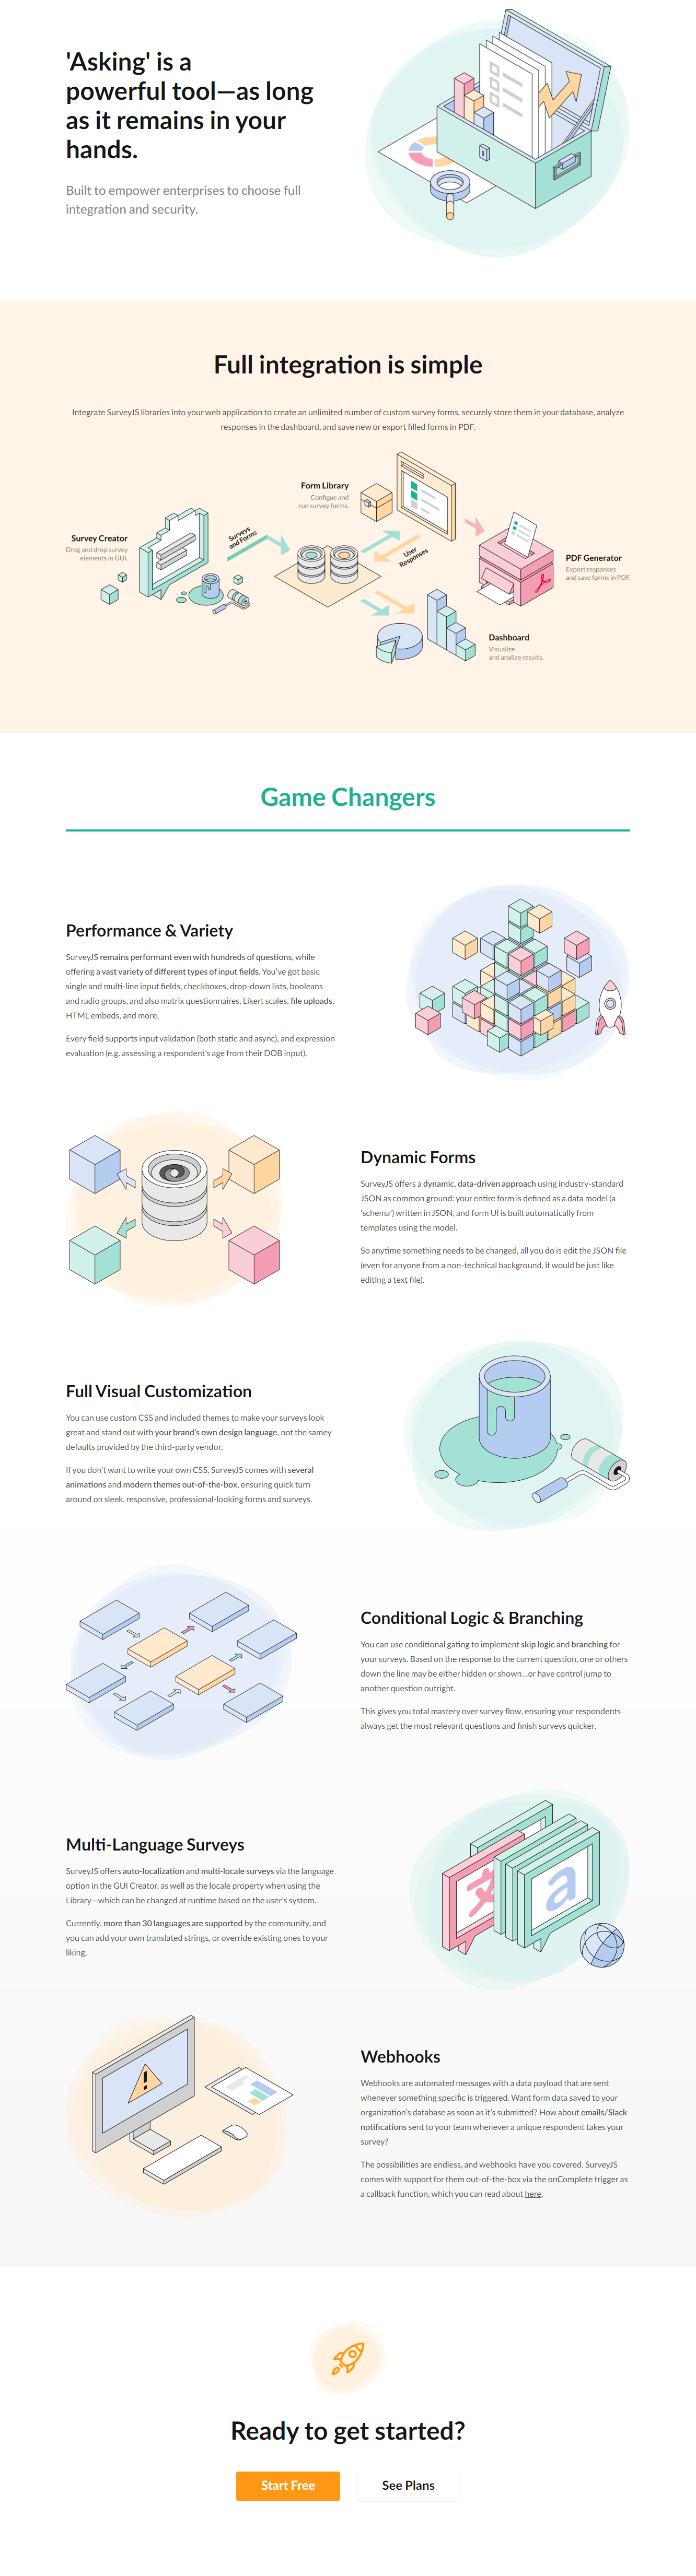 'Asking' is a
powerful tool—as long
as it remains in your
hands.
Built to empower enterprises to choose full
integration and security.
Full integration is simple
Integrate SurveyJS libraries into your web application to create an unlimited number of custom survey forms, securely store them in your database, analyze
responses in the dashboard, and save new or export filled forms in PDF.
Survey Creator
Drag and drop survey
elements in GUI.
Surveys
and Forms
Form Library
Configue and
run survey forms.
User
Responses
PDF Generator
Export responses
and save forms in PDF.
Dashboard
Visualize
and analize results.
Game Changers
Performance & Variety
SurveyJS remains performant even with hundreds of questions, while
offering a vast variety of different types of input fields. You've got basic
single and multi-line input fields, checkboxes, drop-down lists, booleans
and radio groups, and also matrix questionnaires, Likert scales, file uploads,
HTML embeds, and more.
Every field supports input validation (both static and async), and expression
evaluation (e.g. assessing a respondent's age from their DOB input).
Dynamic Forms
SurveyJS offers a dynamic, data-driven approach using industry-standard
JSON as common ground: your entire form is defined as a data model (a
'schema') written in JSON, and form UI is built automatically from
templates using the model.
So anytime something needs to be changed, all you do is edit the JSON file
(even for anyone from a non-technical background, it would be just like
editing a text file).
Full Visual Customization
You can use custom CSS and included themes to make your surveys look
great and stand out with your brand's own design language, not the samey
defaults provided by the third-party vendor.
If you don't want to write your own CSS, SurveyJS comes with several
animations and modern themes out-of-the-box, ensuring quick turn
around on sleek, responsive, professional-looking forms and surveys.
Conditional Logic & Branching
You can use conditional gating to implement skip logic and branching for
your surveys. Based on the response to the current question, one or others
down the line may be either hidden or shown...or have control jump to
another question outright.
This gives you total mastery over survey flow, ensuring your respondents
always get the most relevant questions and finish surveys quicker.
Multi-Language Surveys
SurveyJS offers auto-localization and multi-locale surveys via the language
option in the GUI Creator, as well as the locale property when using the
Library—which can be changed at runtime based on the user's system.
Currently, more than 30 languages are supported by the community, and
you can add your own translated strings, or override existing ones to your
liking.
a
Webhooks
Webhooks are automated messages with a data payload that are sent
whenever something specific is triggered. Want form data saved to your
organization's database as soon as it's submitted? How about emails/Slack
notifications sent to your team whenever a unique respondent takes your
survey?
The possibilities are endless, and webhooks have you covered. SurveyJS
comes with support for them out-of-the-box via the onComplete trigger as
a callback function, which you can read about here.
Ready to get started?
Start Free
See Plans